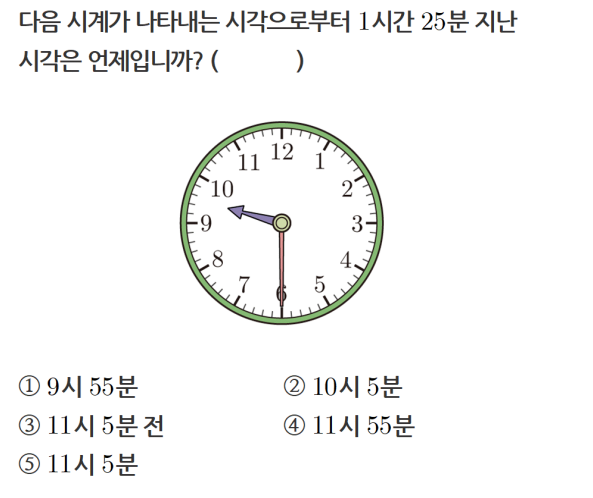 다음 시계가 나타내는 시각으로부터 1시간 25분 지난
시각은 언제입니까? (          )
12
11 1
10 2
9 3
8 4
7 5
6
① 9시 55분 ② 10시 5분
③ 11시 5분 전 ④ 11시 55분
⑤ 11시 5분